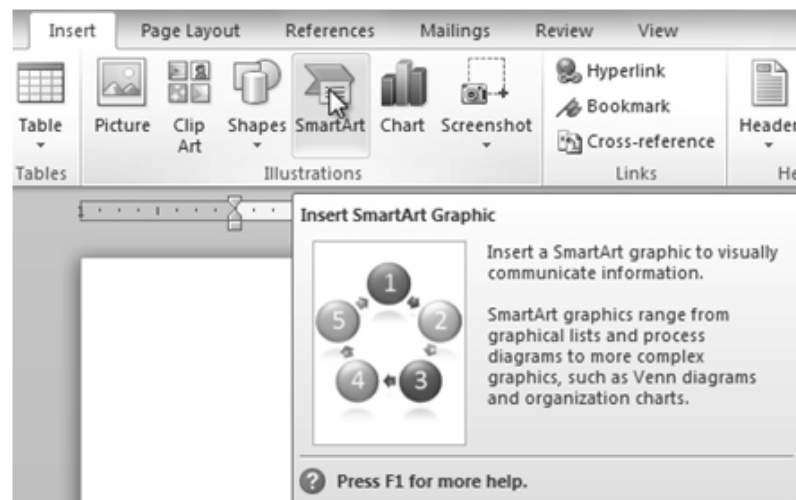 Insert Page Layout References Mailings Review View
Table
Picture
Clip
Art
Shapes
SmartArt
Chart
Screenshot
Hyperlink
Bookmark
Cross-reference
Header
Tables
Illustrations
Links
He
1
Insert SmartArt Graphic
1
2
3
4
5
Insert a SmartArt graphic to visually
communicate information.
SmartArt graphics range from
graphical lists and process
diagrams to more complex
graphics, such as Venn diagrams
and organization charts.
? Press F1 for more help.